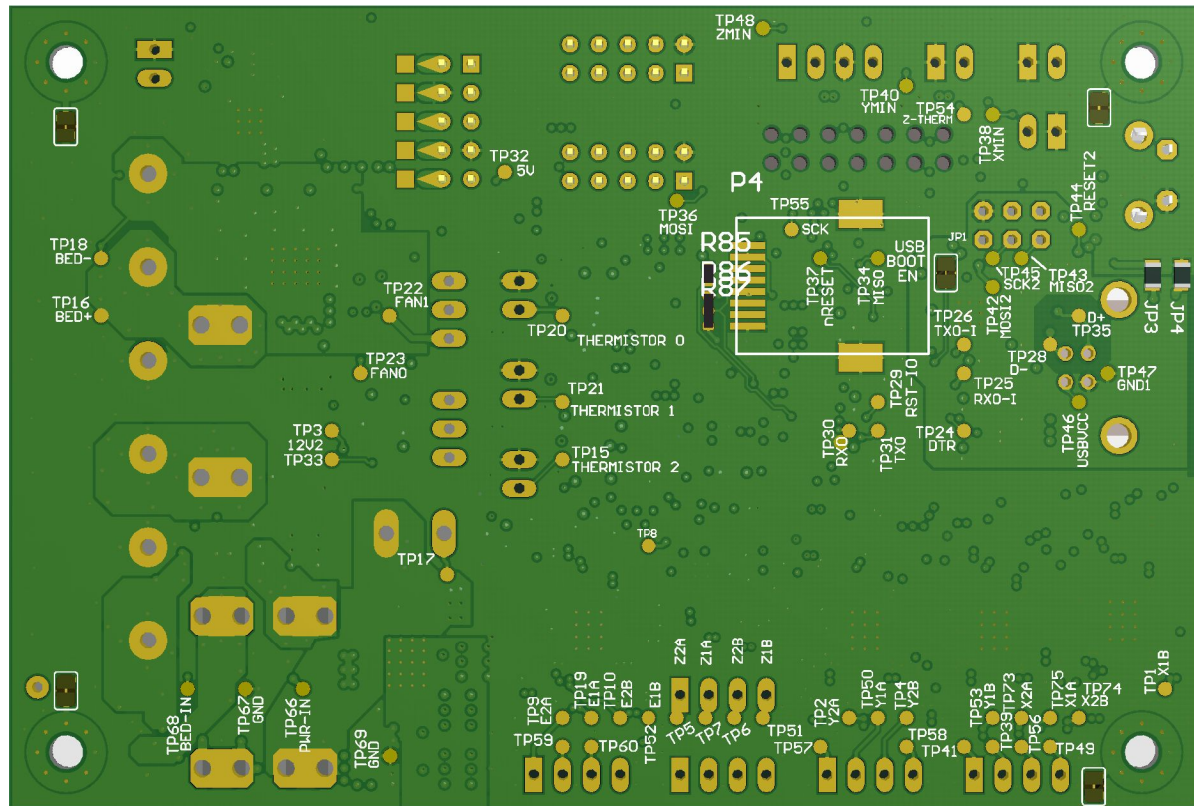 TP48
ZMIN
TP40
YMIN
TP54
Z-THERM
TP38
XMIN
TP32
5V
P4
TP36
MOSI
TP55
SCK
TP44
RESET2
TP18
BED-
R85
R86
R87
TP37
nRESET
TP34
MISO
USB
BOOT
EN
JP1
TP45
SCK2
TP43
MISO2
TP42
MOSI2
JP3
JP4
TP16
BED+
TP22
FAN1
TP20
THERMISTOR 0
TP26
TXO-I
D+
TP35
TP28
D-
TP23
FAN0
TP21
THERMISTOR 1
TP29
RST-IO
TP25
RXO-I
TP47
GND1
TP46
USBVCC
TP3
12V2
TP33
TP15
THERMISTOR 2
TP30
RXO
TP31
TXO
TP24
DTR
TP8
TP17
Z2A
Z1A
Z2B
Z1B
TP68
BED-IN
TP67
GND
TP66
PWR-IN
TP69
GND
TP9
E2A
TP19
E1A
TP10
E2B
E1B
TP52
TP59
TP60
TP5
TP7
TP6
TP51
TP57
TP2
Y2A
TP50
Y1A
TP4
Y2B
TP58
TP41
TP53
Y1B
TP73
X2A
TP39
TP56
TP75
X1A
TP74
X2B
TP49
TP1
X1B